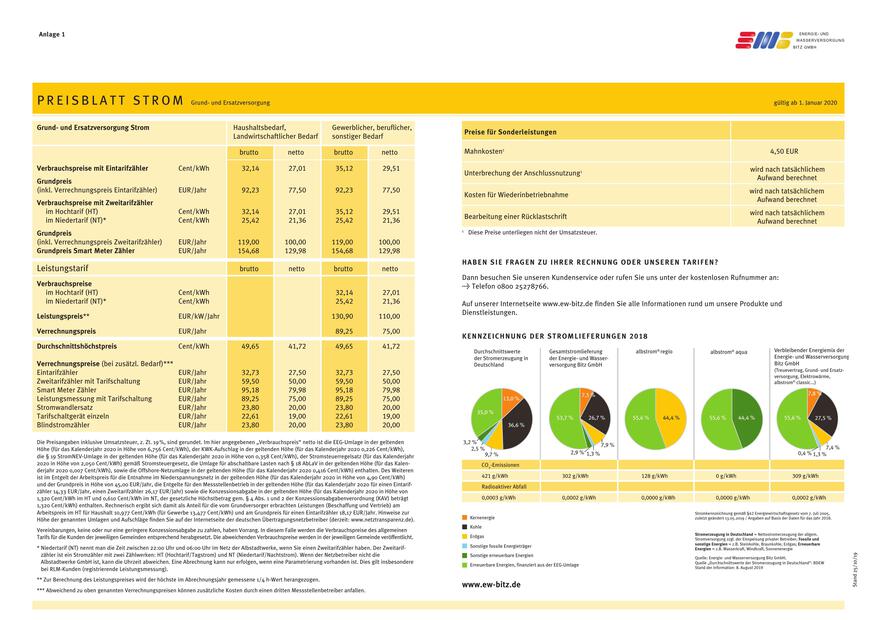 Anlage 1
ENERGIE- UND
WASSERVERSORGUNG
BITZ GMBH
PREISBLATT STROM Grund- und Ersatzversorgung
gültig ab 1. Januar 2020
Grund- und Ersatzversorgung Strom
Haushaltsbedarf,
Landwirtschaftlicher Bedarf
Gewerblicher, beruflicher,
sonstiger Bedarf
brutto netto brutto netto
Verbrauchspreise mit Eintarifzähler Cent/kWh 32,14 27,01 35,12 29,51
Grundpreis
(inkl. Verrechnungspreis Eintarifzähler) EUR/Jahr 92,23 77,50 92,23 77,50
Verbrauchspreise mit Zweitarifzähler
im Hochtarif (HT) Cent/kWh 32,14 27,01 35,12 29,51
im Niedertarif (NT)* Cent/kWh 25,42 21,36 25,42 21,36
Grundpreis
(inkl. Verrechnungspreis Zweitarifzähler) EUR/Jahr 119,00 100,00 119,00 100,00
Grundpreis Smart Meter Zähler EUR/Jahr 154,68 129,98 154,68 129,98
Leistungstarif brutto netto brutto netto
Verbrauchspreise
im Hochtarif (HT) Cent/kWh 32,14 27,01
im Niedertarif (NT)* Cent/kWh 25,42 21,36
Leistungspreis** EUR/kW/Jahr 130,90 110,00
Verrechnungspreis EUR/Jahr 89,25 75,00
Durchschnittshöchstpreis Cent/kWh 49,65 41,72 49,65 41,72
Verrechnungspreise (bei zusätzl. Bedarf)***
Eintarifzähler EUR/Jahr 32,73 27,50 32,73 27,50
Zweitarifzähler mit Tarifschaltung EUR/Jahr 59,50 50,00 59,50 50,00
Smart Meter Zähler EUR/Jahr 95,18 79,98 95,18 79,98
Leistungsmessung mit Tarifschaltung EUR/Jahr 89,25 75,00 89,25 75,00
Stromwandlersatz EUR/Jahr 23,80 20,00 23,80 20,00
Tarifschaltgerät einzeln EUR/Jahr 22,61 19,00 22,61 19,00
Blindstromzähler EUR/Jahr 23,80 20,00 23,80 20,00
Die Preisangaben inklusive Umsatzsteuer, z. Zt. 19%, sind gerundet. Im hier angegebenen „Verbrauchspreis“ netto ist die EEG-Umlage in der geltenden
Höhe (für das Kalenderjahr 2020 in Höhe von 6,756 Cent/kWh), der KWK-Aufschlag in der geltenden Höhe (für das Kalenderjahr 2020 0,226 Cent/kWh),
die § 19 StromNEV-Umlage in der geltenden Höhe (für das Kalenderjahr 2020 in Höhe von 0,358 Cent/kWh), der Stromsteuerregelsatz (für das Kalenderjahr
2020 in Höhe von 2,050 Cent/kWh) gemäß Stromsteuergesetz, die Umlage für abschaltbare Lasten nach § 18 AbLaV in der geltenden Höhe (für das Kalen-
derjahr 2020 0,007 Cent/kWh), sowie die Offshore-Netzumlage in der geltenden Höhe (für das Kalenderjahr 2020 0,416 Cent/kWh) enthalten. Des Weiteren
ist im Entgelt der Arbeitspreis für die Entnahme im Niederspannungsnetz in der geltenden Höhe (für das Kalenderjahr 2020 in Höhe von 4,90 Cent/kWh)
und der Grundpreis in Höhe von 45,00 EUR/Jahr, die Entgelte für den Messstellenbetrieb in der geltenden Höhe (für das Kalenderjahr 2020 für einen Eintarif-
zähler 14,33 EUR/Jahr, einen Zweitarifzähler 26,17 EUR/Jahr) sowie die Konzessionsabgabe in der geltenden Höhe (für das Kalenderjahr 2020 in Höhe von
1,320 Cent/kWh im HT und 0,610 Cent/kWh im NT, der gesetzliche Höchstbetrag gem. § 4 Abs. 1 und 2 der Konzessionsabgabenverordnung (KAV) beträgt
1,320 Cent/kWh) enthalten. Rechnerisch ergibt sich damit als Anteil für die vom Grundversorger erbrachten Leistungen (Beschaffung und Vertrieb) am
Arbeitspreis im HT für Haushalt 10,977 Cent/kWh (für Gewerbe 13,477 Cent/kWh) und am Grundpreis für einen Eintarifzähler 18,17 EUR/Jahr. Hinweise zur
Höhe der genannten Umlagen und Aufschläge finden Sie auf der Internetseite der deutschen Übertragungsnetzbetreiber (derzeit: www.netztransparenz.de).
Vereinbarungen, keine oder nur eine geringere Konzessionsabgabe zu zahlen, haben Vorrang. In diesem Falle werden die Verbrauchspreise des allgemeinen
Tarifs für die Kunden der jeweiligen Gemeinden entsprechend herabgesetzt. Die abweichenden Verbrauchspreise werden in den jeweiligen Gemeinden veröffentlicht.
* Niedertarif (NT) nennt man die Zeit zwischen 22:00 Uhr und 06:00 Uhr im Netz der Albstadtwerke, wenn Sie einen Zweitarifzähler haben. Der Zweitarif-
zähler ist ein Stromzähler mit zwei Zählwerken: HT (Hochtarif/Tagstrom) und NT (Niedertarif/Nachtstrom). Wenn der Netzbetreiber nicht die
Albstadtwerke GmbH ist, kann die Uhrzeit abweichen. Eine Abrechnung kann nur erfolgen, wenn eine Parametrierung vorhanden ist. Dies gilt insbesondere
bei RLM-Kunden (registrierende Leistungsmessung).
** Zur Berechnung des Leistungspreises wird der höchste im Abrechnungsjahr gemessene 1/4 h-Wert herangezogen.
*** Abweichend zu oben genannten Verrechnungspreisen können zusätzliche Kosten durch einen dritten Messstellenbetreiber anfallen.
Preise für Sonderleistungen
Mahnkosten¹ 4,50 EUR
Unterbrechung der Anschlussnutzung¹ wird nach tatsächlichem
Aufwand berechnet
Kosten für Wiederinbetriebnahme wird nach tatsächlichem
Aufwand berechnet
Bearbeitung einer Rücklastschrift wird nach tatsächlichem
Aufwand berechnet
¹ Diese Preise unterliegen nicht der Umsatzsteuer.
HABEN SIE FRAGEN ZU IHRER RECHNUNG ODER UNSEREN TARIFEN?
Dann besuchen Sie unseren Kundenservice oder rufen Sie uns unter der kostenlosen Rufnummer an:
→ Telefon 0800 25278766.
Auf unserer Internetseite www.ew-bitz.de finden Sie alle Informationen rund um unsere Produkte und
Dienstleistungen.
KENNZEICHNUNG DER STROMLIEFERUNGEN 2018
Durchschnittswerte
der Stromerzeugung in
Deutschland
Gesamtstromlieferung
der Energie- und Wasser-
versorgung Bitz GmbH
albstrom® regio
albstrom® aqua
Verbleibender Energiemix der
Energie- und Wasserversorgung
Bitz GmbH
(Treuevertrag, Grund- und Ersatz-
versorgung, Elektrowärme,
albstrom® classic...)
35,0 % 13,0 % 36,6 % 9,7 % 2,5 % 3,2 %
53,7 % 7,5 % 26,7 % 7,9 % 1,3 % 2,9 %
55,6 % 44,4 %
55,6 % 44,4 %
55,6 % 7,8 % 27,5 % 7,4 % 1,3 % 0,4 %
CO₂-Emissionen
421 g/kWh 302 g/kWh 128 g/kWh 0 g/kWh 309 g/kWh
Radioaktiver Abfall
0,0003 g/kWh 0,0002 g/kWh 0,0000 g/kWh 0,0000 g/kWh 0,0002 g/kWh
Kernenergie
Kohle
Erdgas
Sonstige fossile Energieträger
Sonstige erneuerbare Energien
Erneuerbare Energien, finanziert aus der EEG-Umlage
Stromkennzeichnung gemäß §42 Energiewirtschaftsgesetz vom 7. Juli 2005,
zuletzt geändert 13.05.2019 / Angaben auf Basis der Daten für das Jahr 2018.
Stromerzeugung in Deutschland = Nettostromerzeugung der allgem.
Stromversorgung zzgl. der Einspeisung privater Betreiber; Fossile und
sonstige Energien = z.B. Steinkohle, Braunkohle, Erdgas; Erneuerbare
Energien = z.B. Wasserkraft, Windkraft, Sonnenenergie
Quelle: Energie- und Wasserversorgung Bitz GmbH,
Quelle „Durchschnittswerte der Stromerzeugung in Deutschland“: BDEW
Stand der Information: 8. August 2019
www.ew-bitz.de
Stand 25/10/19